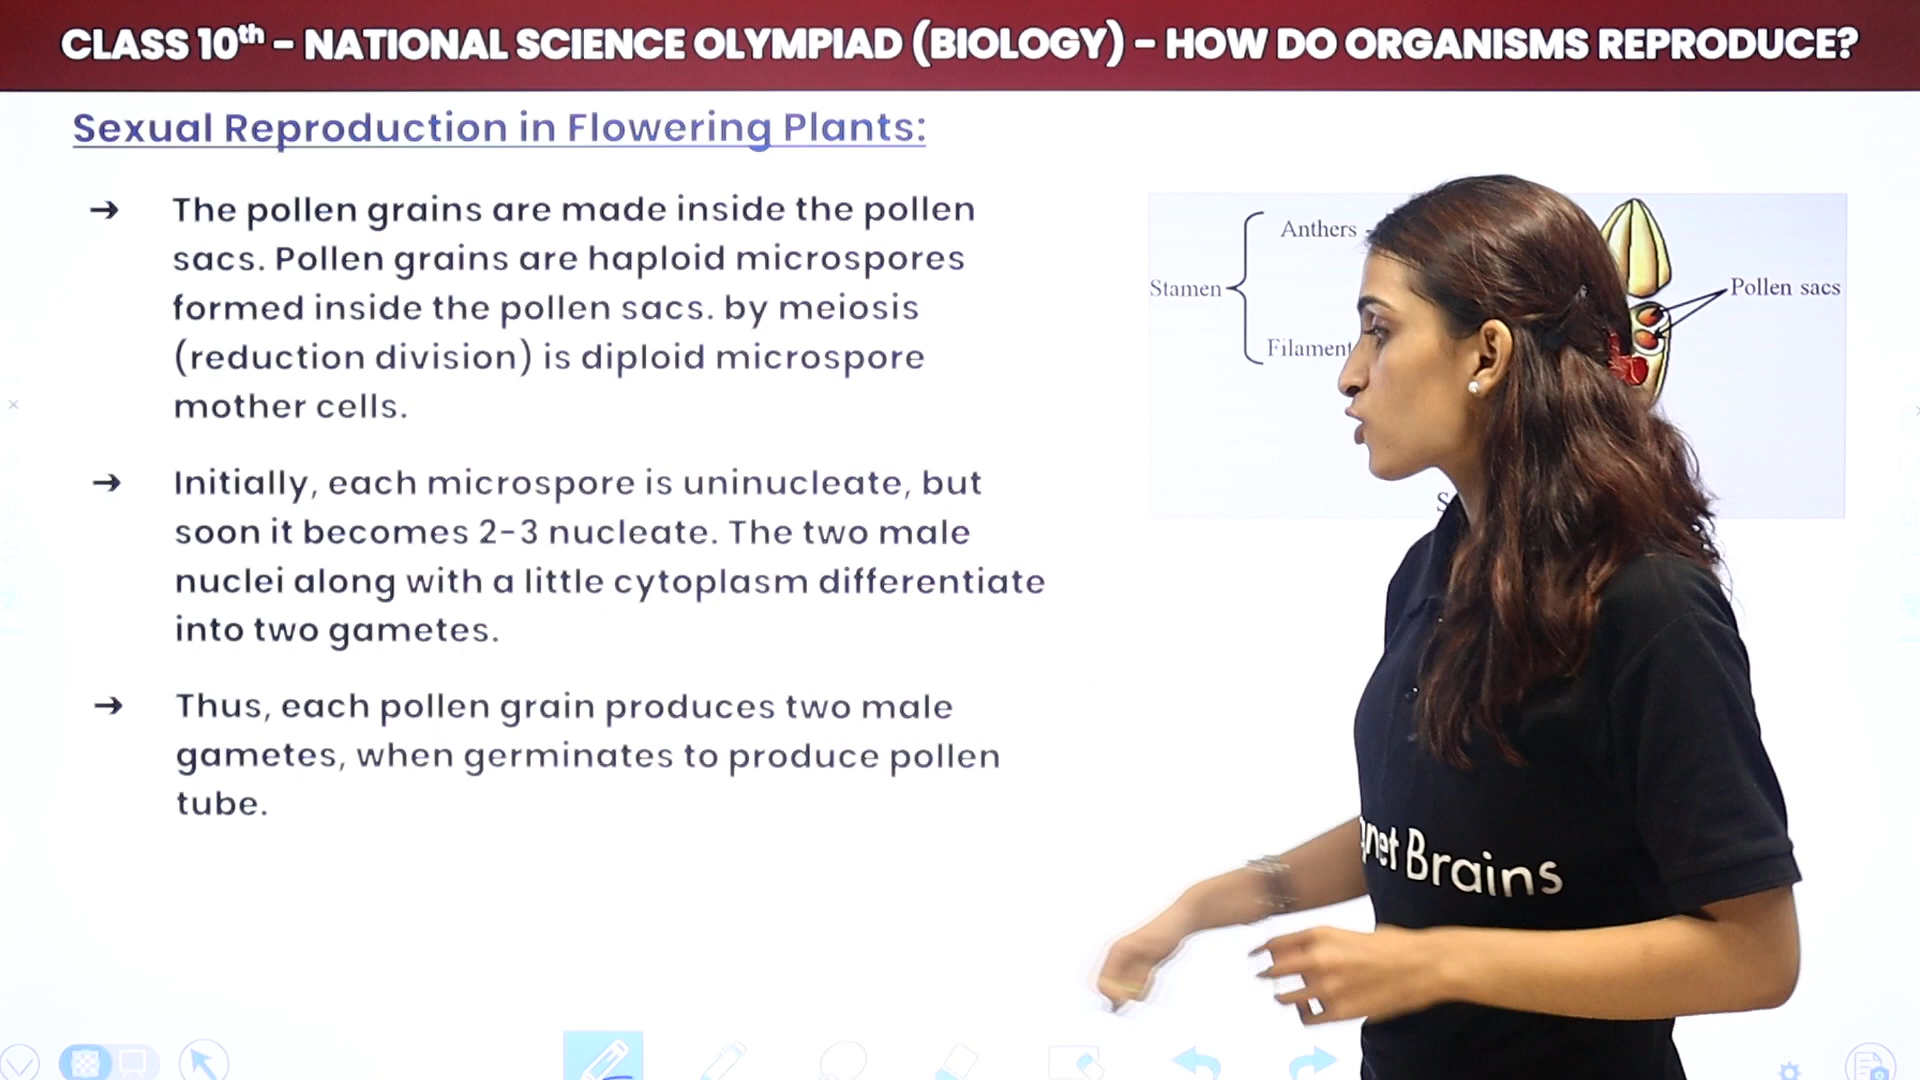 CLASS 10th – NATIONAL SCIENCE OLYMPIAD (BIOLOGY) – HOW DO ORGANISMS REPRODUCE?
Sexual Reproduction in Flowering Plants:
→ The pollen grains are made inside the pollen
sacs. Pollen grains are haploid microspores
formed inside the pollen sacs. by meiosis
(reduction division) is diploid microspore
mother cells.
→ Initially, each microspore is uninucleate, but
soon it becomes 2-3 nucleate. The two male
nuclei along with a little cytoplasm differentiate
into two gametes.
→ Thus, each pollen grain produces two male
gametes, when germinates to produce pollen
tube.
Anthers
Stamen
Filament
Pollen sacs
Brains